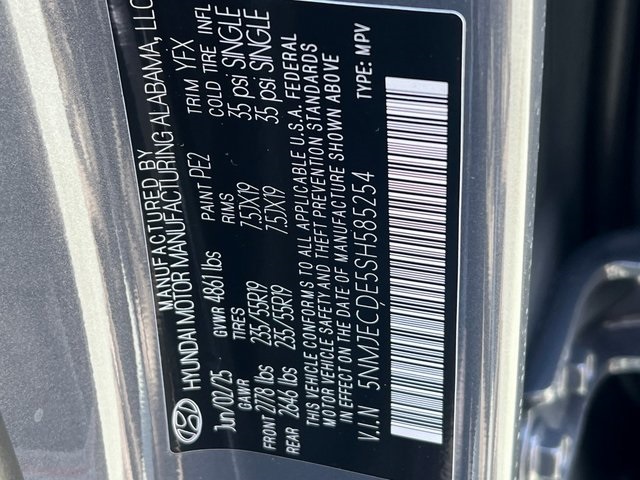 MANUFACTURED BY
HYUNDAI MOTOR MANUFACTURING ALABAMA, LLC
Jun/02/25 GVWR 4861 lbs PAINT PE2 TRIM YFX
GAWR TIRES RIMS COLD TIRE INFL
FRONT 2778 lbs 235/55R19 7.51X19 35 psi SINGLE
REAR 2646 lbs 235/55R19 7.51X19 35 psi SINGLE
THIS VEHICLE CONFORMS TO ALL APPLICABLE U.S.A. FEDERAL
MOTOR VEHICLE SAFETY AND THEFT PREVENTION STANDARDS
IN EFFECT ON THE DATE OF MANUFACTURE SHOWN ABOVE
V.I.N 5NMJECDE5SH585254 TYPE: MPV